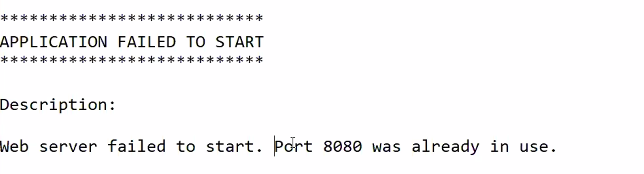 ***************************
APPLICATION FAILED TO START
***************************
Description:
Web server failed to start. Port 8080 was already in use.